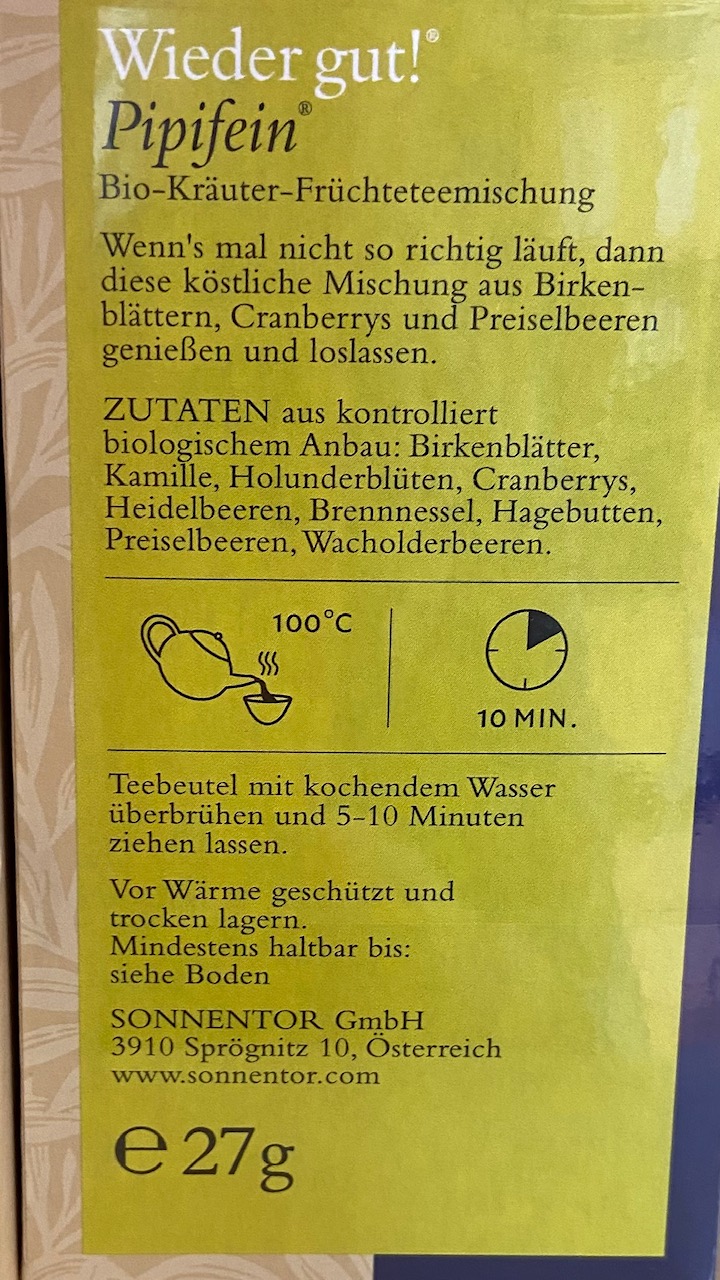 Wieder gut!®
Pipifein®
Bio-Kräuter-Früchteteemischung
Wenn's mal nicht so richtig läuft, dann
diese köstliche Mischung aus Birken-
blättern, Cranberrys und Preiselbeeren
genießen und loslassen.
ZUTATEN aus kontrolliert
biologischem Anbau: Birkenblätter,
Kamille, Holunderblüten, Cranberrys,
Heidelbeeren, Brennnessel, Hagebutten,
Preiselbeeren, Wacholderbeeren.
100°C
10 MIN.
Teebeutel mit kochendem Wasser
überbrühen und 5-10 Minuten
ziehen lassen.
Vor Wärme geschützt und
trocken lagern.
Mindestens haltbar bis:
siehe Boden
SONNENTOR GmbH
3910 Sprögnitz 10, Österreich
www.sonnentor.com
℮ 27g